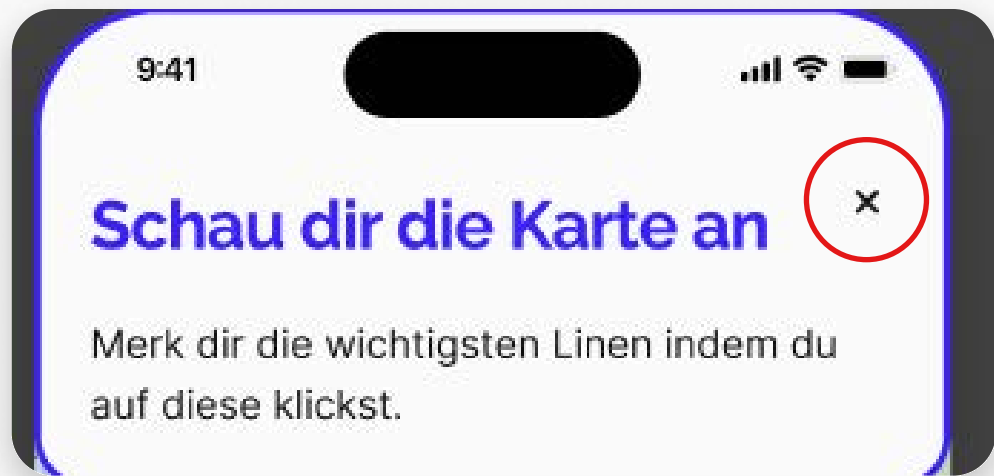 9:41
Schau dir die Karte an
Merk dir die wichtigsten Linen indem du
auf diese klickst.